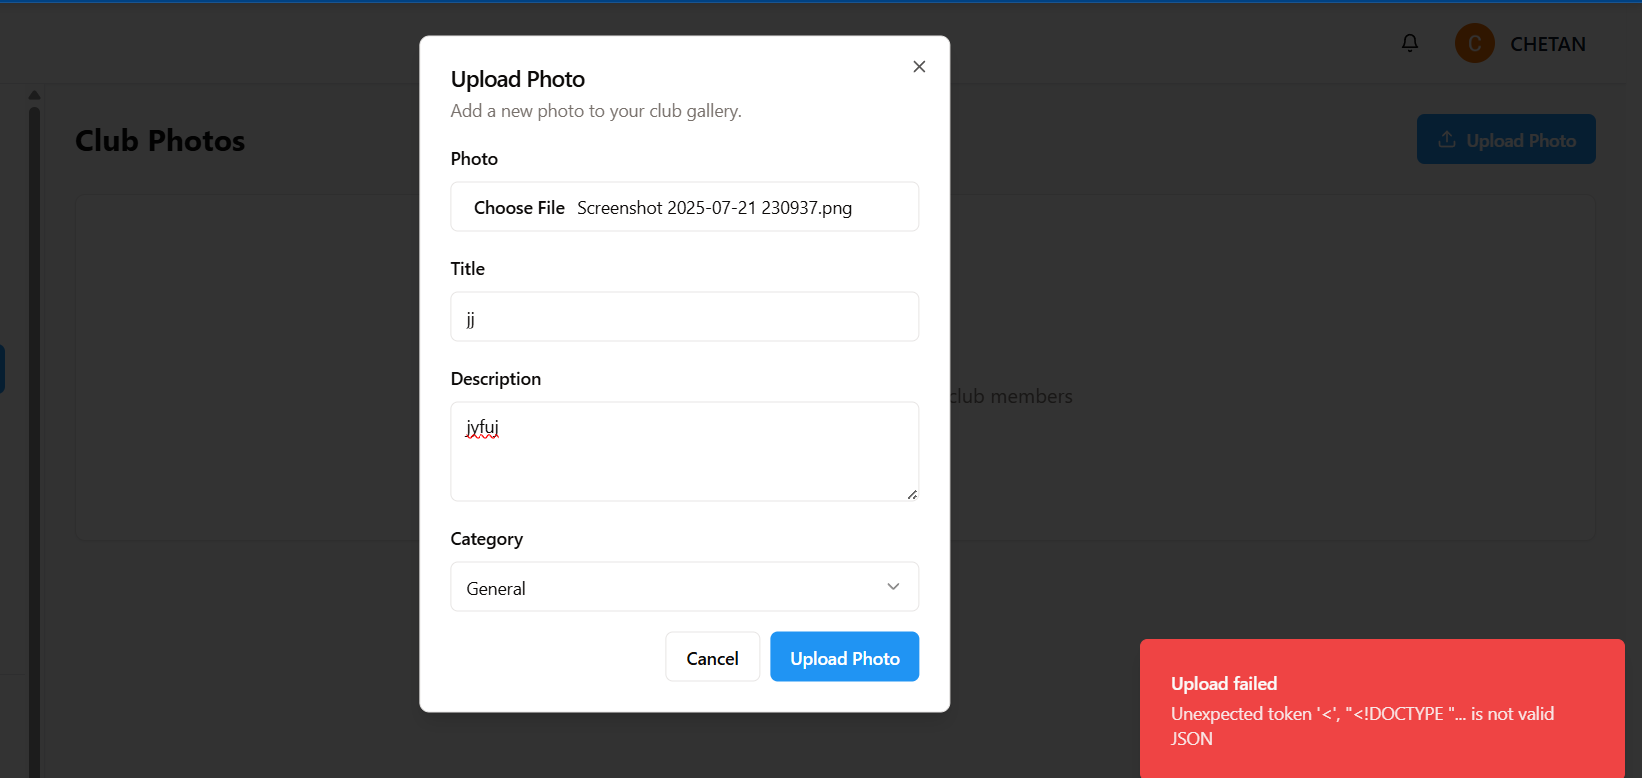 C CHETAN
Club Photos
Upload Photo
Upload Photo
Add a new photo to your club gallery.
Photo
Choose File Screenshot 2025-07-21 230937.png
Title
jj
Description
jyfuj
club members
Category
General
Cancel
Upload Photo
Upload failed
Unexpected token '<', "<!DOCTYPE "... is not valid
JSON